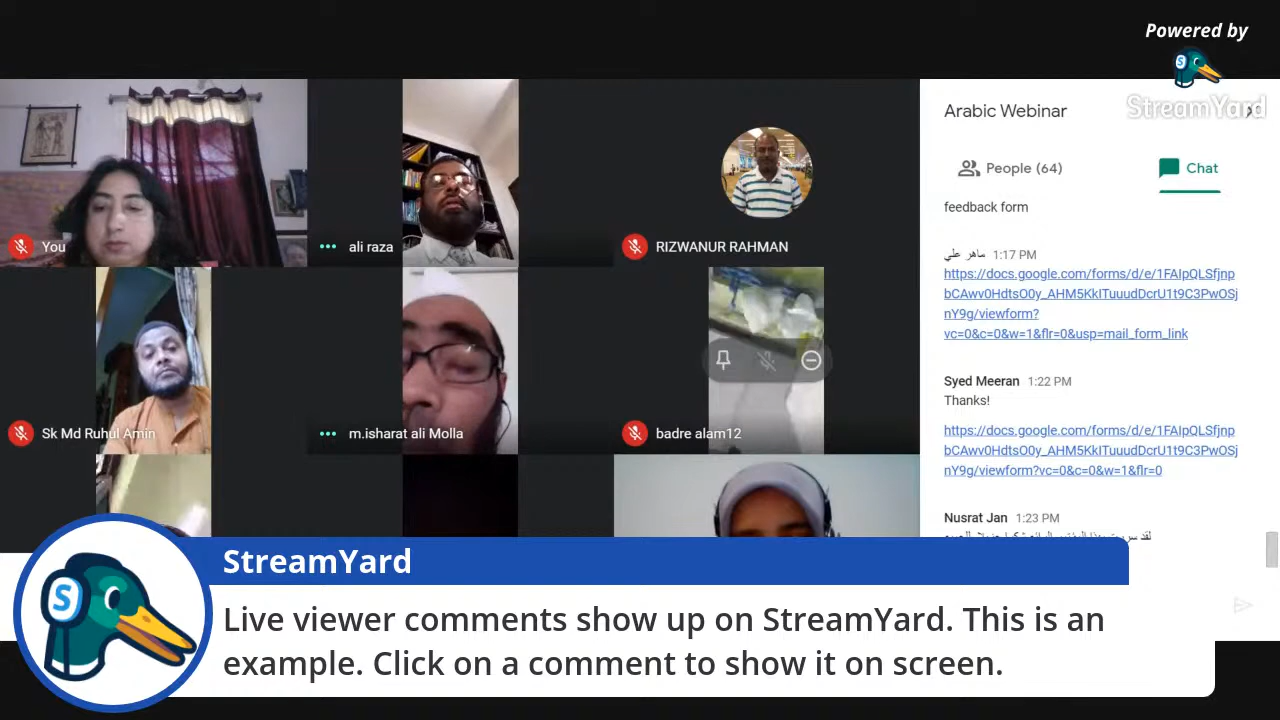 Powered by
StreamYard
Arabic Webinar
People (64)
Chat
feedback form
ماهر علي 1:17 PM
https://docs.google.com/forms/d/e/1FAIpQLSfjnp
bCAwv0HdtsO0y_AHM5KkITuuudDcrU1t9C3PwOSj
nY9g/viewform?
vc=0&c=0&w=1&flr=0&usp=mail_form_link
Syed Meeran 1:22 PM
Thanks!
https://docs.google.com/forms/d/e/1FAIpQLSfjnp
bCAwv0HdtsO0y_AHM5KkITuuudDcrU1t9C3PwOSj
nY9g/viewform?vc=0&c=0&w=1&flr=0
Nusrat Jan 1:23 PM
You
ali raza
RIZWANUR RAHMAN
Sk Md Ruhul Amin
m.isharat ali Molla
badre alam12
S
StreamYard
Live viewer comments show up on StreamYard. This is an
example. Click on a comment to show it on screen.